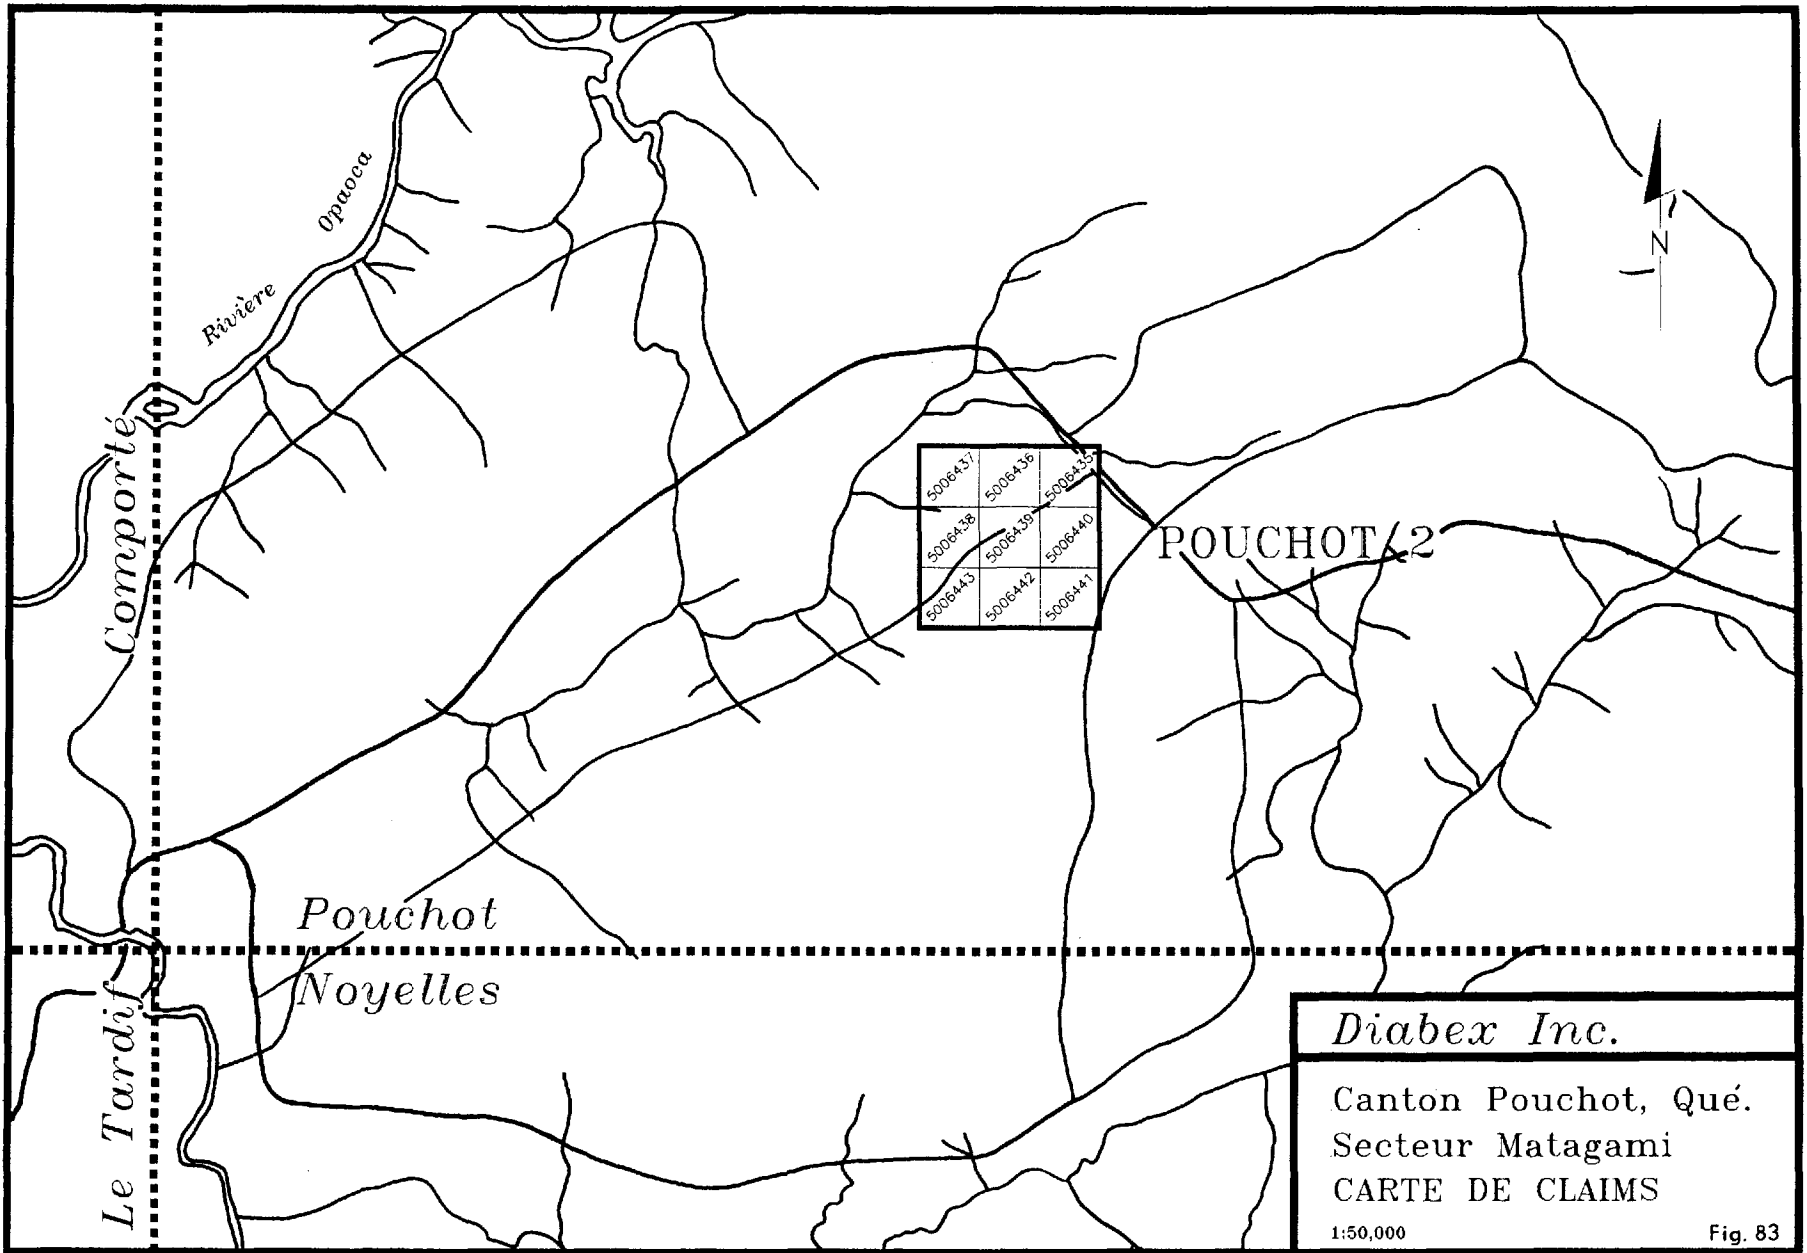 Rivière Opaoca
N
Comporté
5006437 5006436 5006435
5006438 5006439 5006440
5006443 5006442 5006441
POUCHOT 2
Pouchot
Noyelles
Le Tardif
Diabex Inc.
Canton Pouchot, Qué.
Secteur Matagami
CARTE DE CLAIMS
1:50,000
Fig. 83